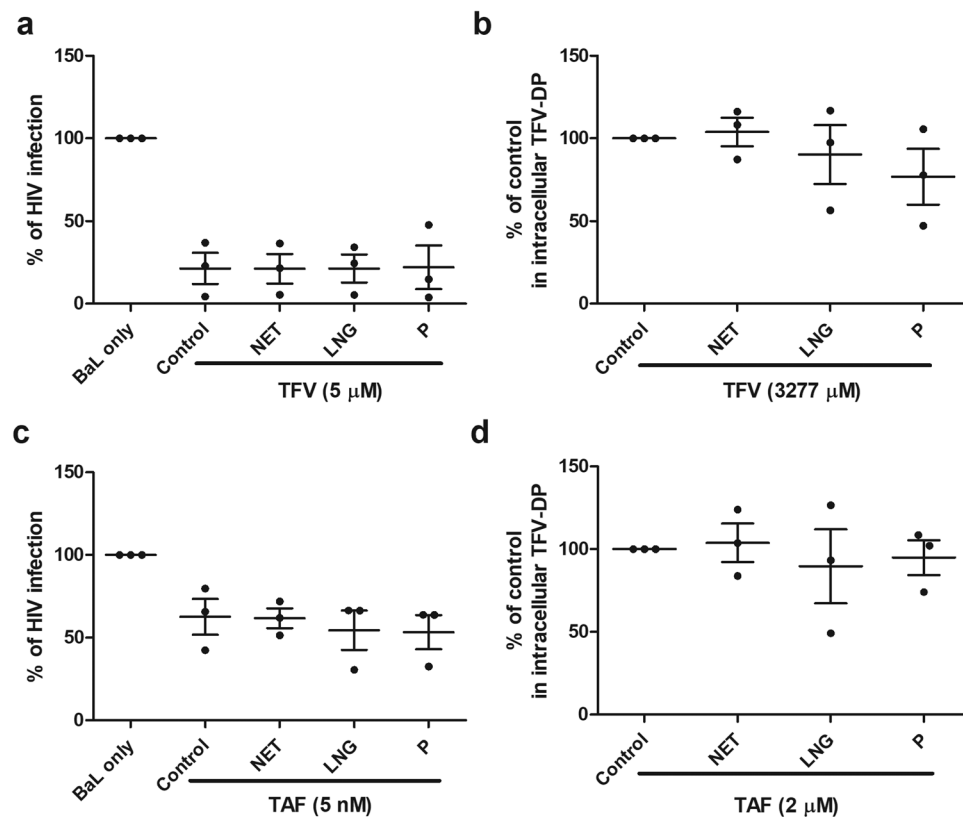 a
% of HIV infection
150
100
50
0
BaL only
Control
NET
LNG
P
TFV (5 μM)
b
% of control
in intracellular TFV-DP
150
100
50
0
Control
NET
LNG
P
TFV (3277 μM)
c
% of HIV infection
150
100
50
0
BaL only
Control
NET
LNG
P
TAF (5 nM)
d
% of control
in intracellular TFV-DP
150
100
50
0
Control
NET
LNG
P
TAF (2 μM)